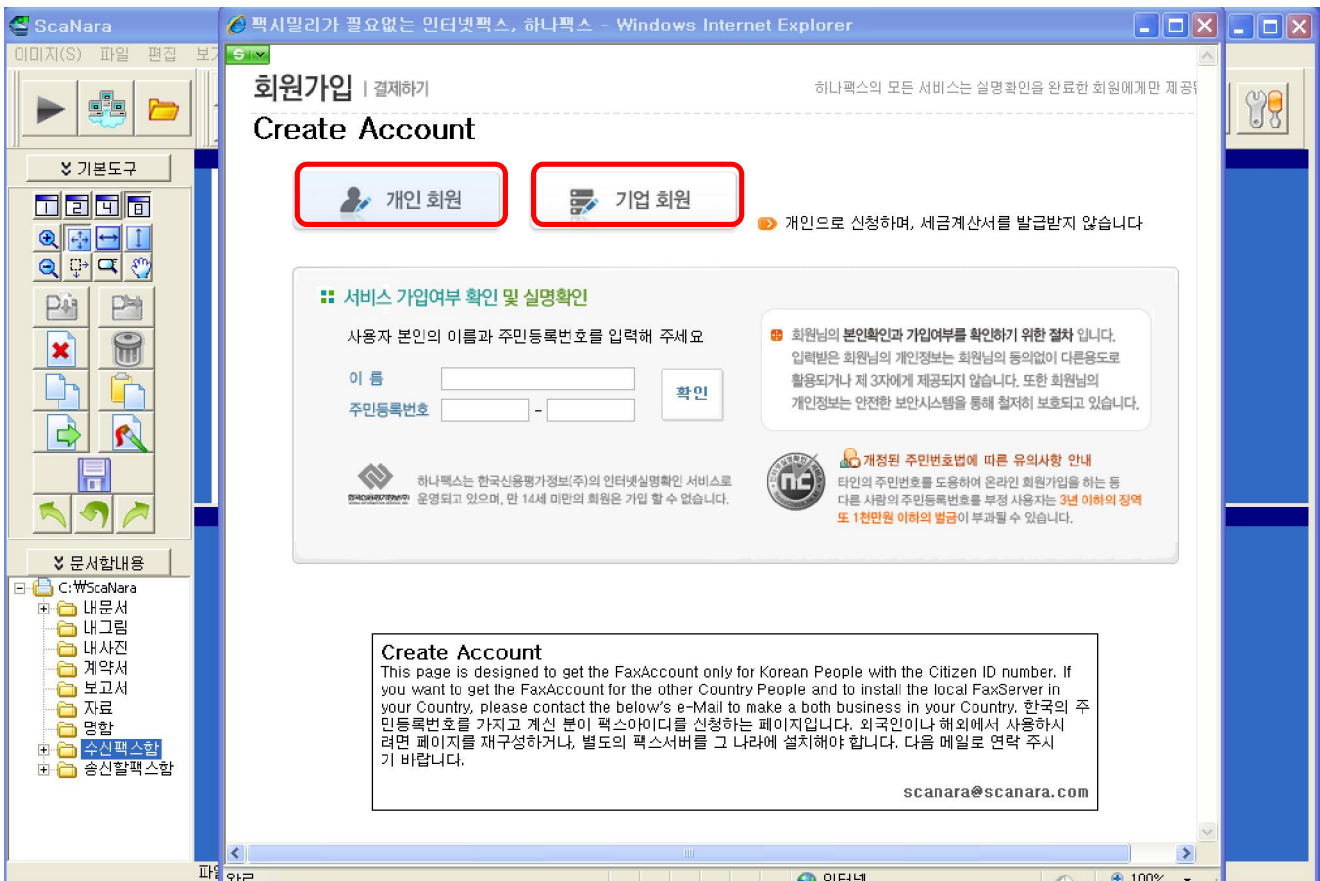 ScaNara
팩시밀리가 필요없는 인터넷팩스, 하나팩스 - Windows Internet Explorer
이미지(S) 파일 편집 보기
회원가입 | 결제하기
하나팩스의 모든 서비스는 실명확인을 완료한 회원에게만 제공
Create Account
기본도구
개인 회원
기업 회원
개인으로 신청하며, 세금계산서를 발급받지 않습니다
서비스 가입여부 확인 및 실명확인
사용자 본인의 이름과 주민등록번호를 입력해 주세요
이 름
확인
주민등록번호 -
회원님의 본인확인과 가입여부를 확인하기 위한 절차 입니다.
입력받은 회원님의 개인정보는 회원님의 동의없이 다른용도로
활용되거나 제 3자에게 제공되지 않습니다. 또한 회원님의
개인정보는 안전한 보안시스템을 통해 철저히 보호되고 있습니다.
하나팩스는 한국신용평가정보(주)의 인터넷실명확인 서비스로
운영되고 있으며, 만 14세 미만의 회원은 가입 할 수 없습니다.
개정된 주민번호법에 따른 유의사항 안내
타인의 주민번호를 도용하여 온라인 회원가입을 하는 등
다른 사람의 주민등록번호를 부정 사용자는 3년 이하의 징역
또 1천만원 이하의 벌금이 부과될 수 있습니다.
문서함내용
C:₩ScaNara
내문서
내그림
내사진
계약서
보고서
자료
명함
수신팩스함
송신할팩스함
Create Account
This page is designed to get the FaxAccount only for Korean People with the Citizen ID number. If
you want to get the FaxAccount for the other Country People and to install the local FaxServer in
your Country, please contact the below's e-Mail to make a both business in your Country. 한국의 주
민등록번호를 가지고 계신 분이 팩스아이디를 신청하는 페이지입니다. 외국인이나 해외에서 사용하시
려면 페이지를 재구성하거나, 별도의 팩스서버를 그 나라에 설치해야 합니다. 다음 메일로 연락 주시
기 바랍니다.
scanara@scanara.com
파일
완료
인터넷
100%